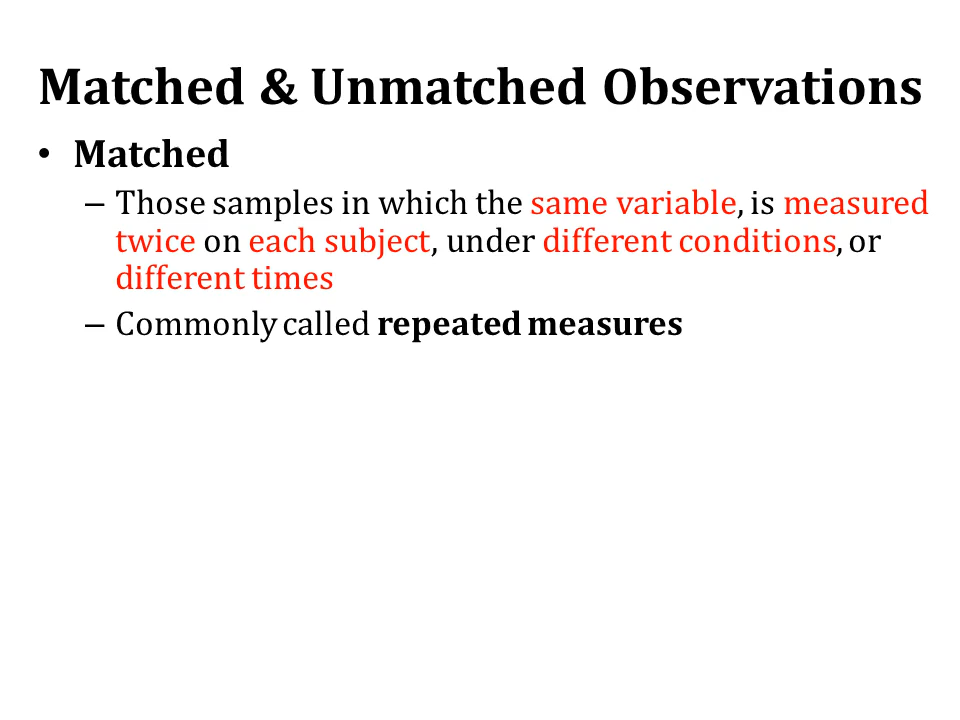 Matched & Unmatched Observations
• Matched
– Those samples in which the same variable, is measured
twice on each subject, under different conditions, or
different times
– Commonly called repeated measures